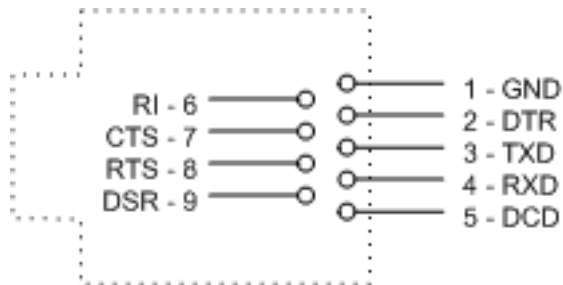 RI - 6
CTS - 7
RTS - 8
DSR - 9
1 - GND
2 - DTR
3 - TXD
4 - RXD
5 - DCD